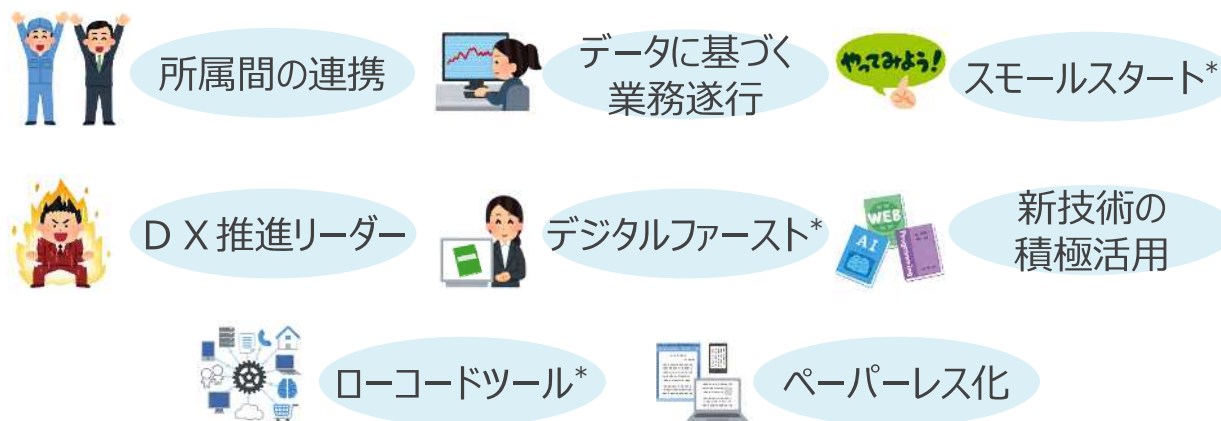 所属間の連携
データに基づく
業務遂行
やってみよう!
スモールスタート*
ＤＸ推進リーダー
デジタルファースト*
WEB
AI
新技術の
積極活用
ローコードツール*
ペーパーレス化